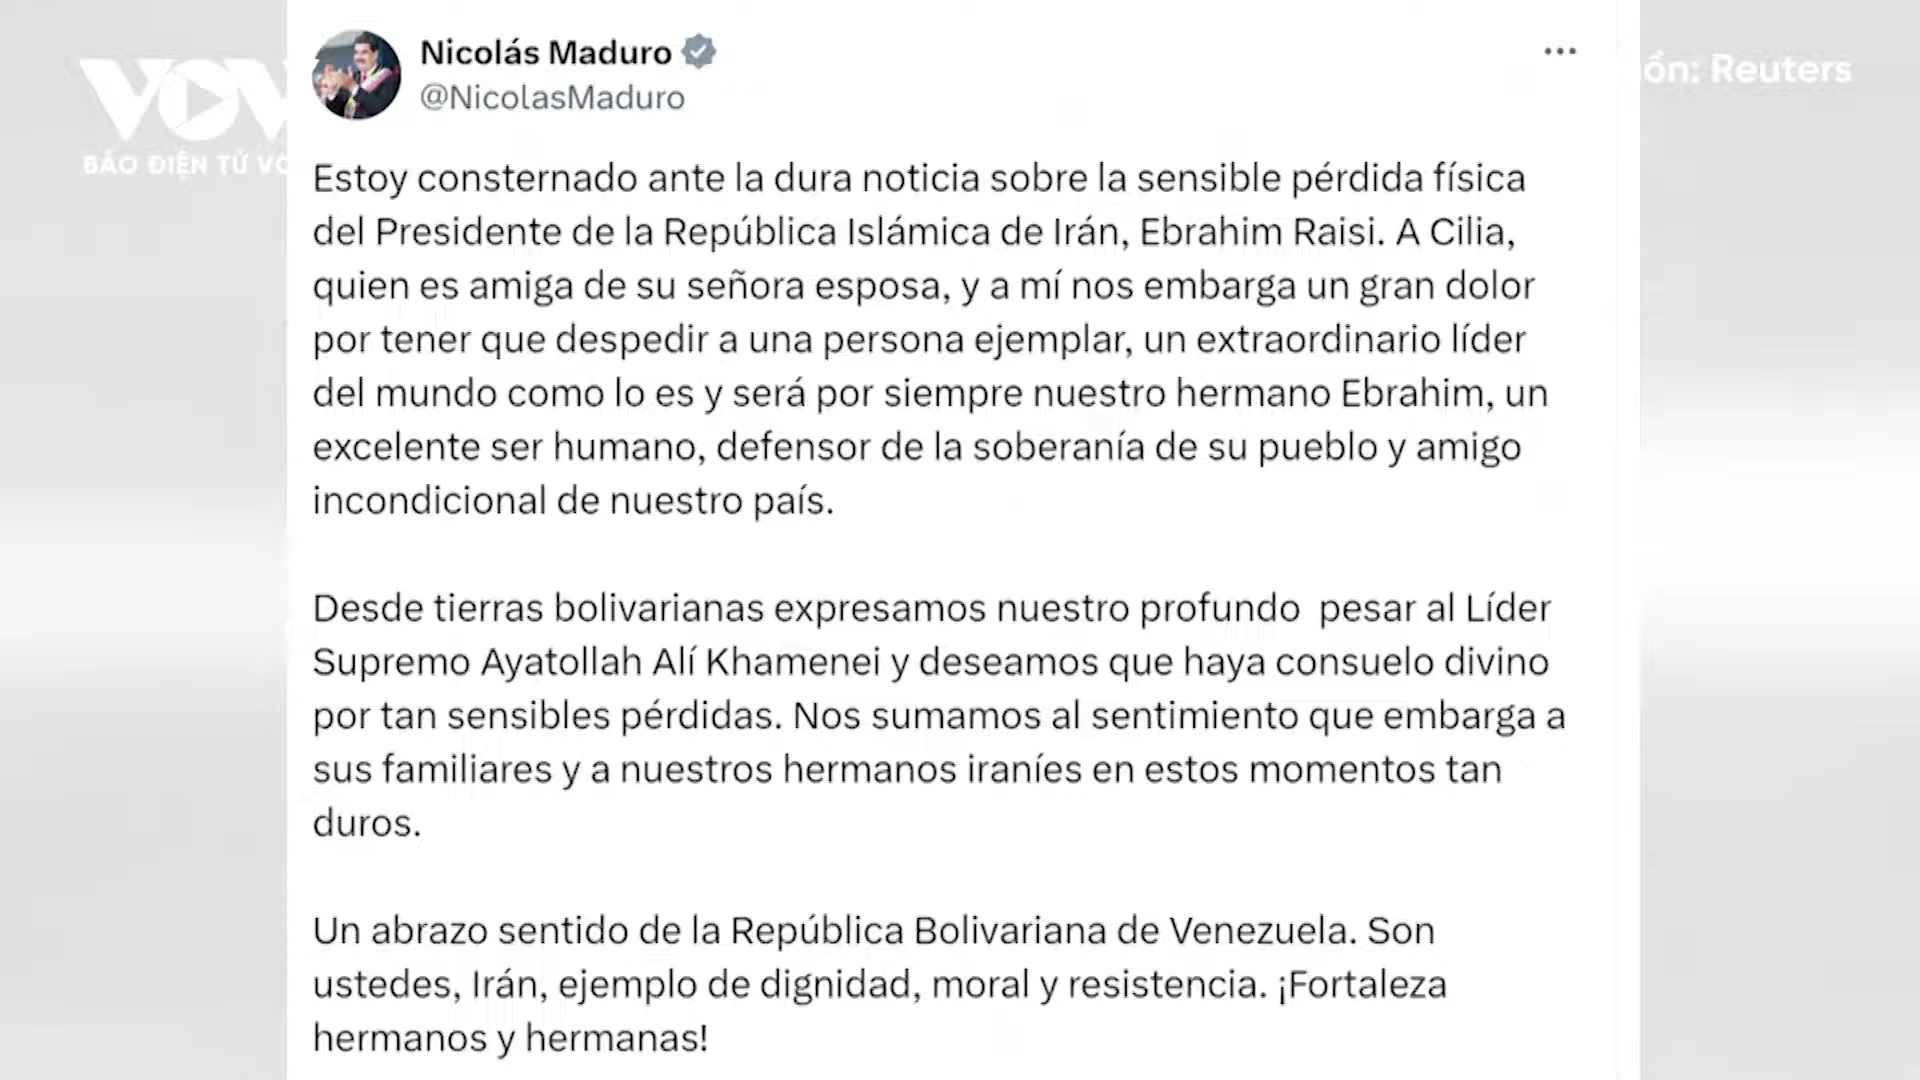 VOV
BÁO ĐIỆN TỬ
Nicolás Maduro
@NicolasMaduro
Reuters
Estoy consternado ante la dura noticia sobre la sensible pérdida física
del Presidente de la República Islámica de Irán, Ebrahim Raisi. A Cilia,
quien es amiga de su señora esposa, y a mí nos embarga un gran dolor
por tener que despedir a una persona ejemplar, un extraordinario líder
del mundo como lo es y será por siempre nuestro hermano Ebrahim, un
excelente ser humano, defensor de la soberanía de su pueblo y amigo
incondicional de nuestro país.
Desde tierras bolivarianas expresamos nuestro profundo pesar al Líder
Supremo Ayatollah Alí Khamenei y deseamos que haya consuelo divino
por tan sensibles pérdidas. Nos sumamos al sentimiento que embarga a
sus familiares y a nuestros hermanos iraníes en estos momentos tan
duros.
Un abrazo sentido de la República Bolivariana de Venezuela. Son
ustedes, Irán, ejemplo de dignidad, moral y resistencia. ¡Fortaleza
hermanos y hermanas!